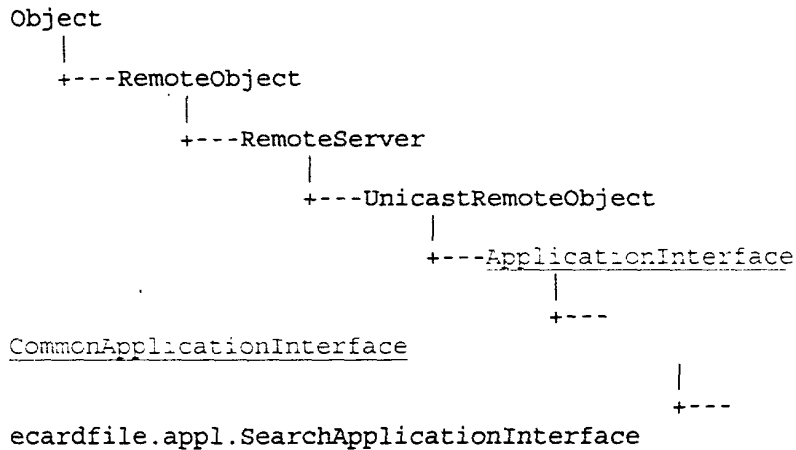 Object
|
+---RemoteObject
|
+---RemoteServer
|
+---UnicastRemoteObject
|
+---ApplicationInterface
|
+---
CommonApplicationInterface
|
+---
ecardfile.appl.SearchApplicationInterface